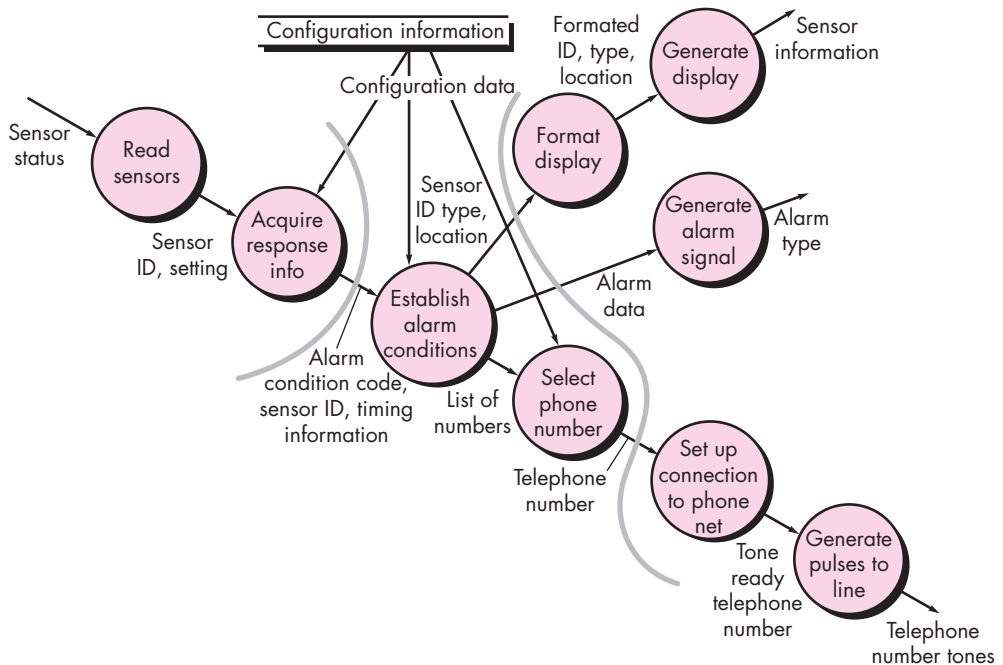 Configuration information
Configuration data
Sensor
status
Read
sensors
Sensor
ID, setting
Acquire
response
info
Alarm
condition code,
sensor ID, timing
information
Establish
alarm
conditions
Sensor
ID type,
location
Format
display
Formated
ID, type,
location
Generate
display
Sensor
information
Alarm
data
Generate
alarm
signal
Alarm
type
List of
numbers
Select
phone
number
Telephone
number
Set up
connection
to phone
net
Tone
ready
telephone
number
Generate
pulses to
line
Telephone
number tones